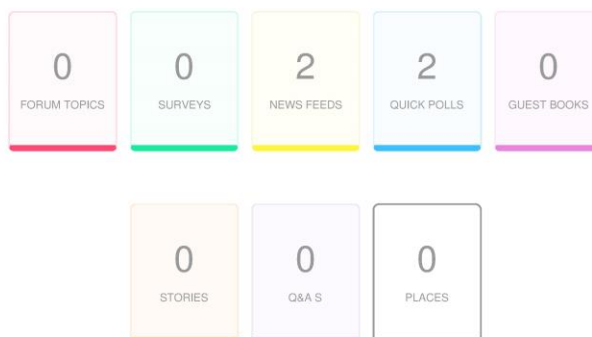 0 0 2 2 0
FORUM TOPICS SURVEYS NEWS FEEDS QUICK POLLS GUEST BOOKS
0 0 0
STORIES Q&A S PLACES